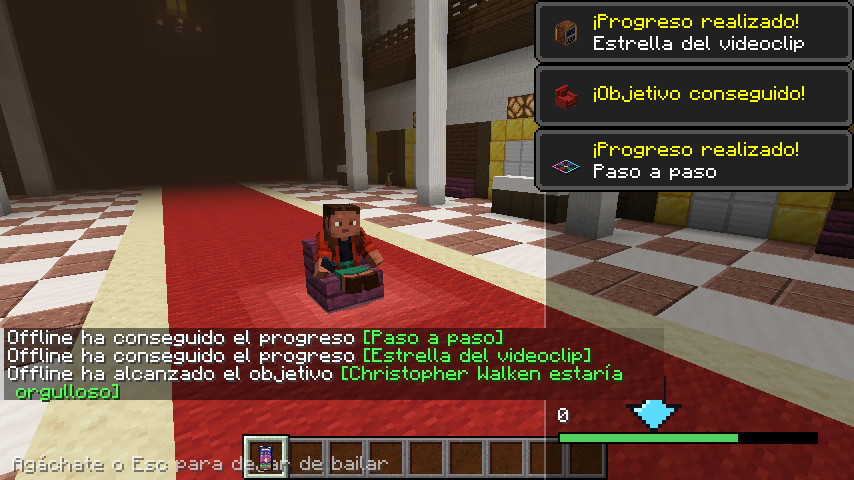 ¡Progreso realizado!
Estrella del videoclip
¡Objetivo conseguido!
¡Progreso realizado!
Paso a paso
Offline ha conseguido el progreso [Paso a paso]
Offline ha conseguido el progreso [Estrella del videoclip]
Offline ha alcanzado el objetivo [Christopher Walken estaría
orgulloso]
0
Agáchate o Esc para dejar de bailar